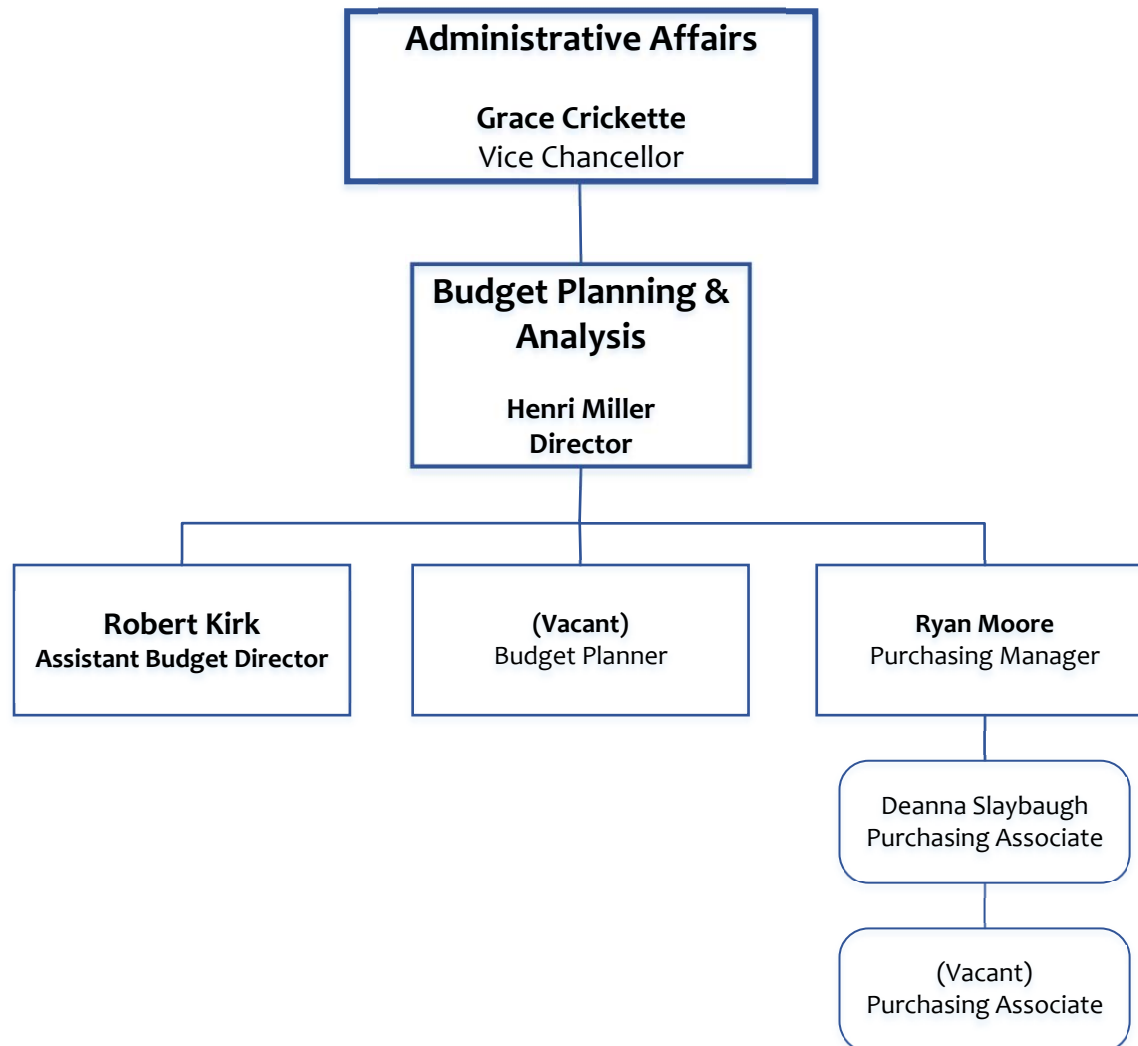 Administrative Affairs
Grace Crickette
Vice Chancellor
Budget Planning &
Analysis
Henri Miller
Director
Robert Kirk
Assistant Budget Director
(Vacant)
Budget Planner
Ryan Moore
Purchasing Manager
Deanna Slaybaugh
Purchasing Associate
(Vacant)
Purchasing Associate